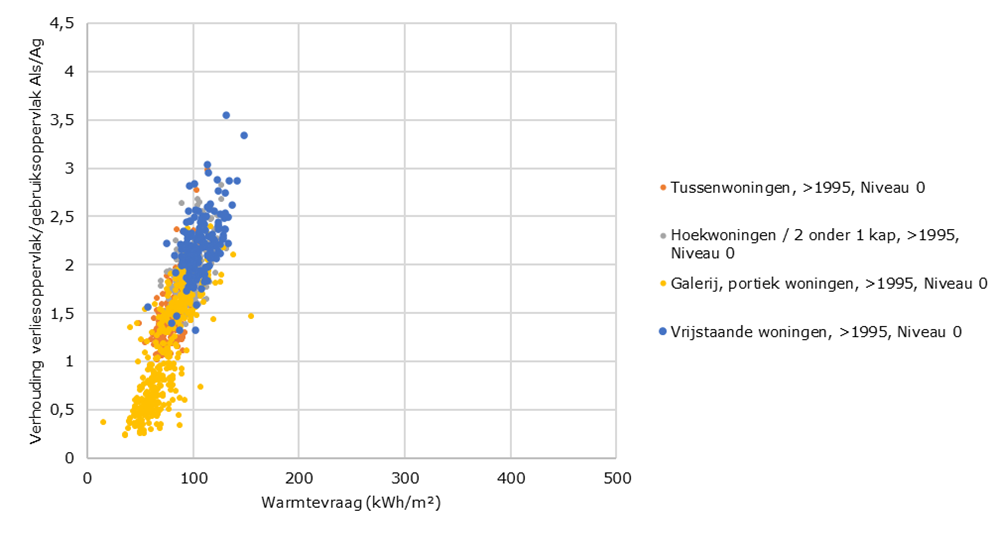 4,5
4
3,5
3
2,5
2
1,5
1
0,5
0
Verhouding verliesoppervlak/gebruiksoppervlak Als/Ag
0 100 200 300 400 500
Warmtevraag (kWh/m²)
Tussenwoningen, >1995, Niveau 0
Hoekwoningen / 2 onder 1 kap, >1995,
Niveau 0
Galerij, portiek woningen, >1995, Niveau 0
Vrijstaande woningen, >1995, Niveau 0